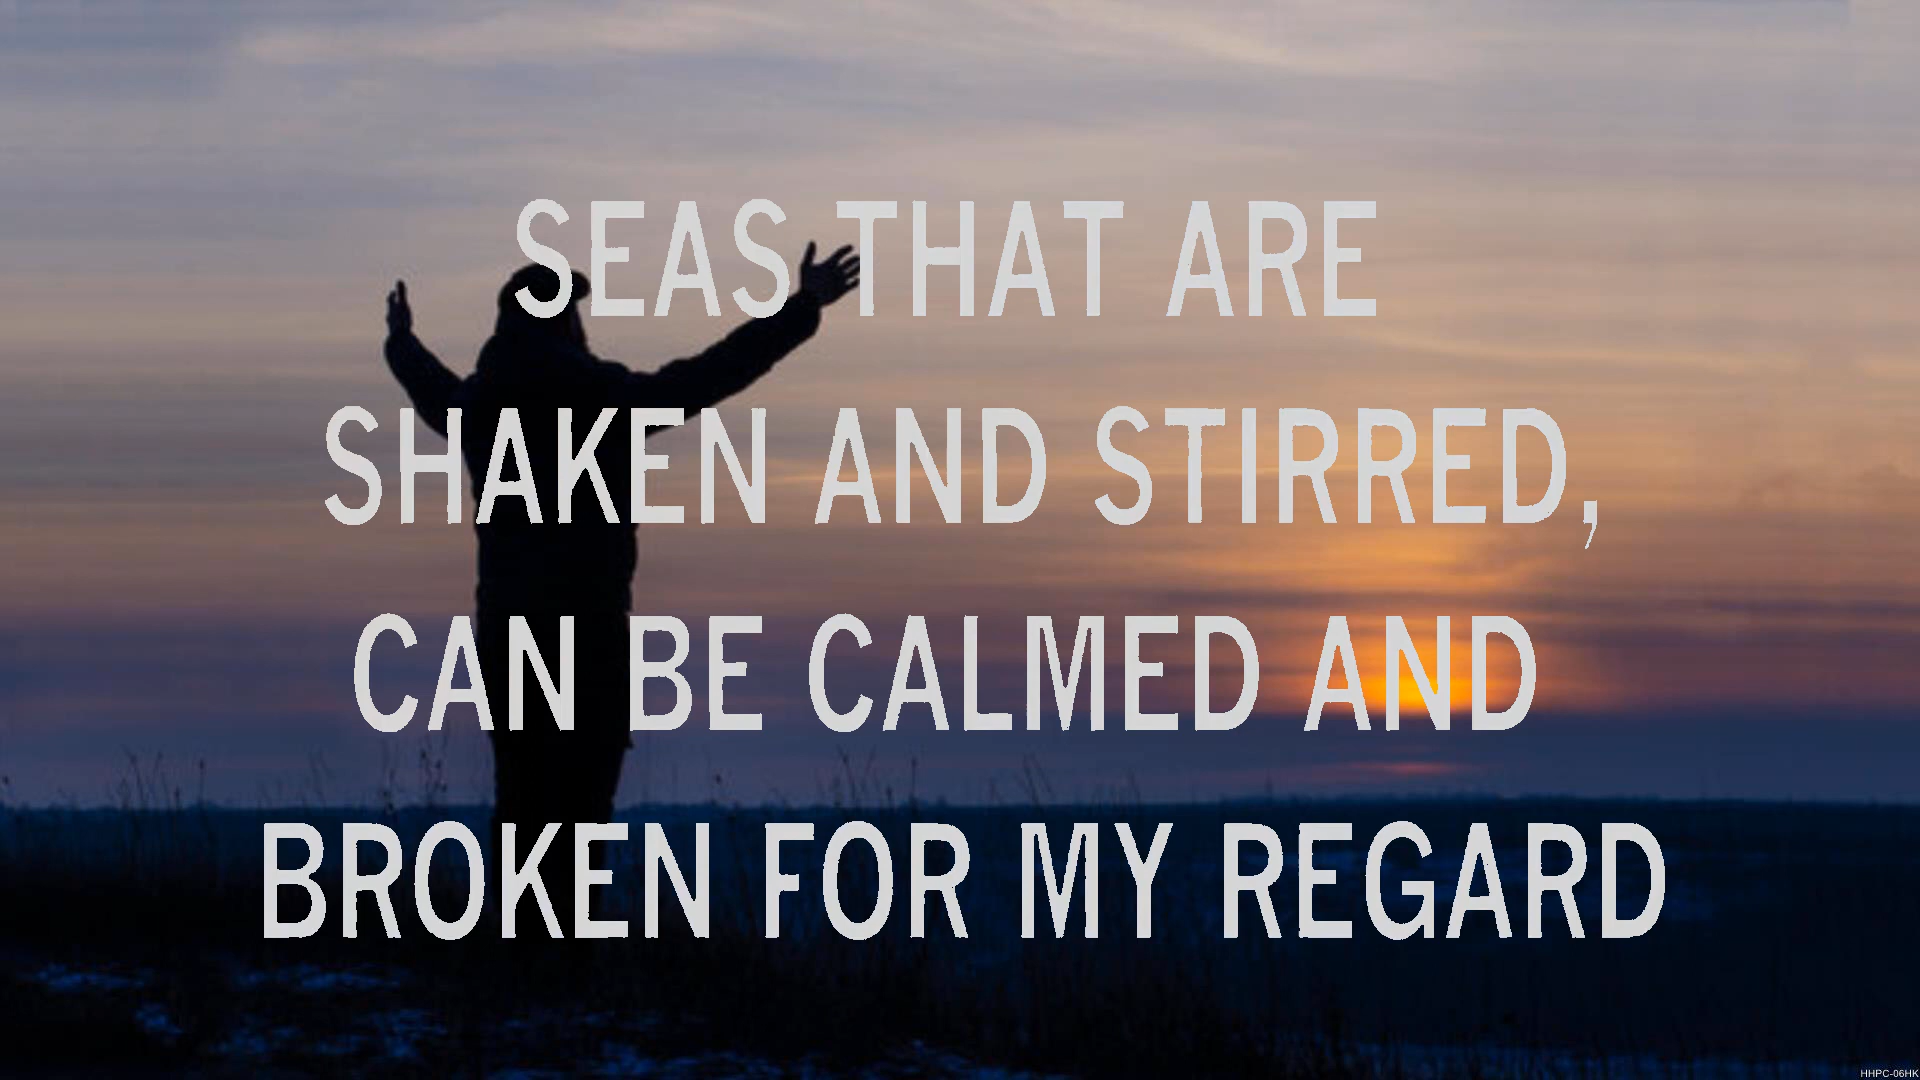 SEAS THAT ARE
SHAKEN AND STIRRED,
CAN BE CALMED AND
BROKEN FOR MY REGARD
HHPC-06HK